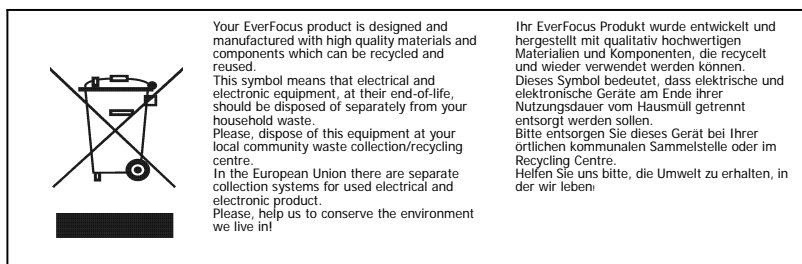 Your EverFocus product is designed and
manufactured with high quality materials and
components which can be recycled and
reused.
This symbol means that electrical and
electronic equipment, at their end-of-life,
should be disposed of separately from your
household waste.
Please, dispose of this equipment at your
local community waste collection/recycling
centre.
In the European Union there are separate
collection systems for used electrical and
electronic product.
Please, help us to conserve the environment
we live in!
Ihr EverFocus Produkt wurde entwickelt und
hergestellt mit qualitativ hochwertigen
Materialien und Komponenten, die recycelt
und wieder verwendet werden können.
Dieses Symbol bedeutet, dass elektrische und
elektronische Geräte am Ende ihrer
Nutzungsdauer vom Hausmüll getrennt
entsorgt werden sollen.
Bitte entsorgen Sie dieses Gerät bei Ihrer
örtlichen kommunalen Sammelstelle oder im
Recycling Centre.
Helfen Sie uns bitte, die Umwelt zu erhalten, in
der wir leben!